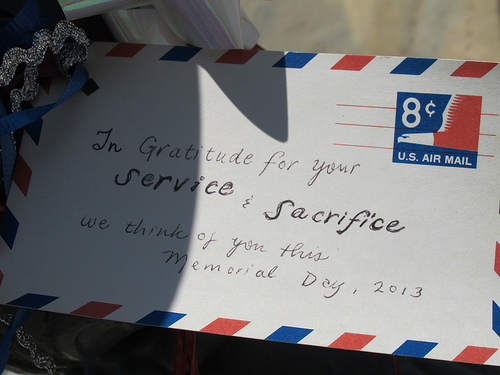 8¢
U.S. AIR MAIL
In Gratitude for your
Service & Sacrifice
we think of you this
Memorial Day, 2013